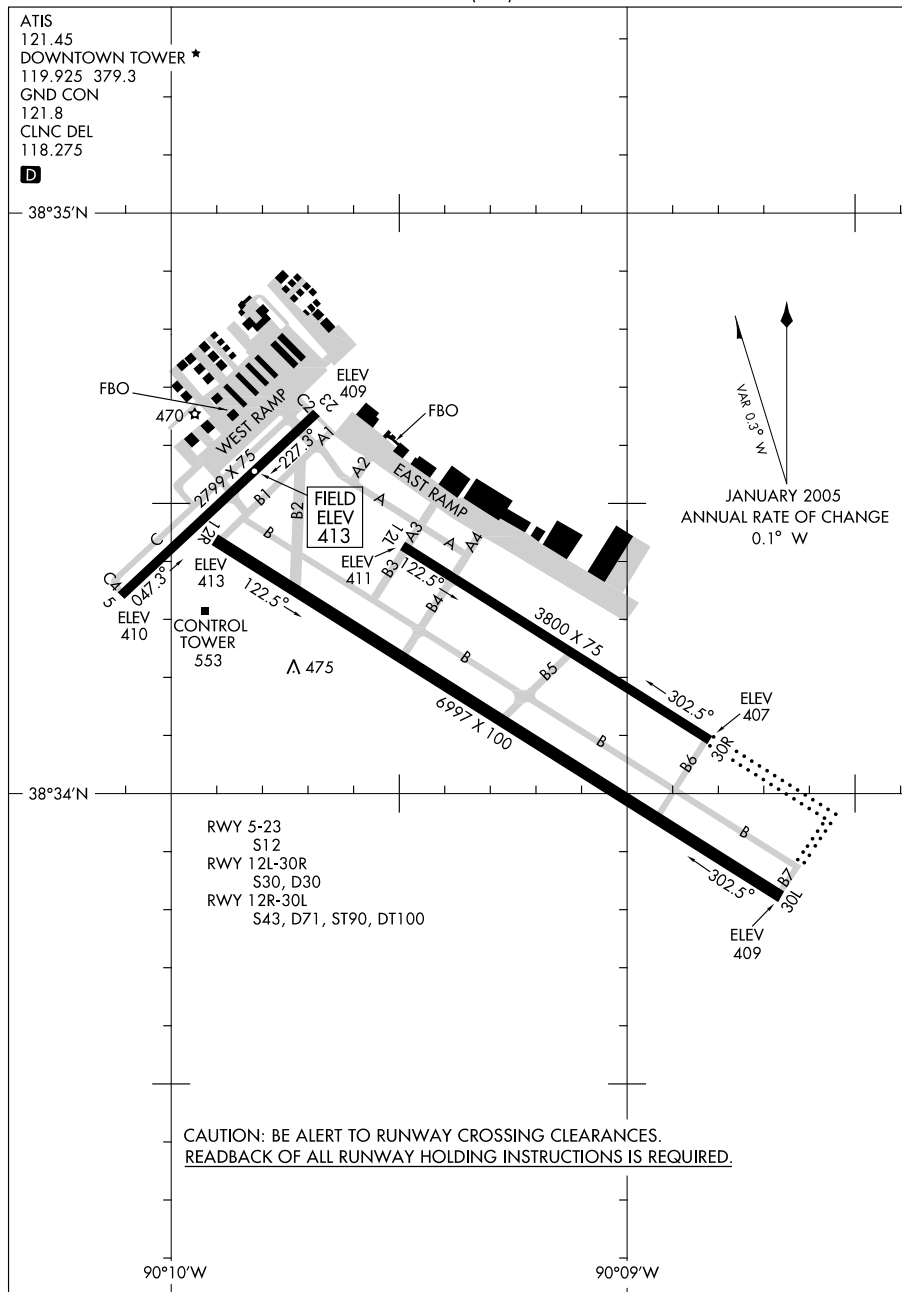 ATIS
121.45
DOWNTOWN TOWER
119.925 379.3
GND CON
121.8
CLNC DEL
118.275
D
38°35'N
FBO
470
WEST RAMP
C2
23
ELEV
409
FBO
A1
227.3°
2799 X 75
A2
EAST RAMP
VAR 0.3° W
JANUARY 2005
ANNUAL RATE OF CHANGE
0.1° W
FIELD
ELEV
413
B1
B2
A
C
12R
B
12L
A3
A
A4
ELEV
411
B3
122.5°
C4
5
047.3°
ELEV
413
ELEV
410
122.5°
B4
CONTROL
TOWER
553
475
3800 X 75
B
B5
6997 X 100
302.5°
ELEV
407
30R
B
B6
38°34'N
RWY 5-23
S12
RWY 12L-30R
S30, D30
RWY 12R-30L
S43, D71, ST90, DT100
B
B7
302.5°
30L
ELEV
409
CAUTION: BE ALERT TO RUNWAY CROSSING CLEARANCES.
READBACK OF ALL RUNWAY HOLDING INSTRUCTIONS IS REQUIRED.
90°10'W
90°09'W